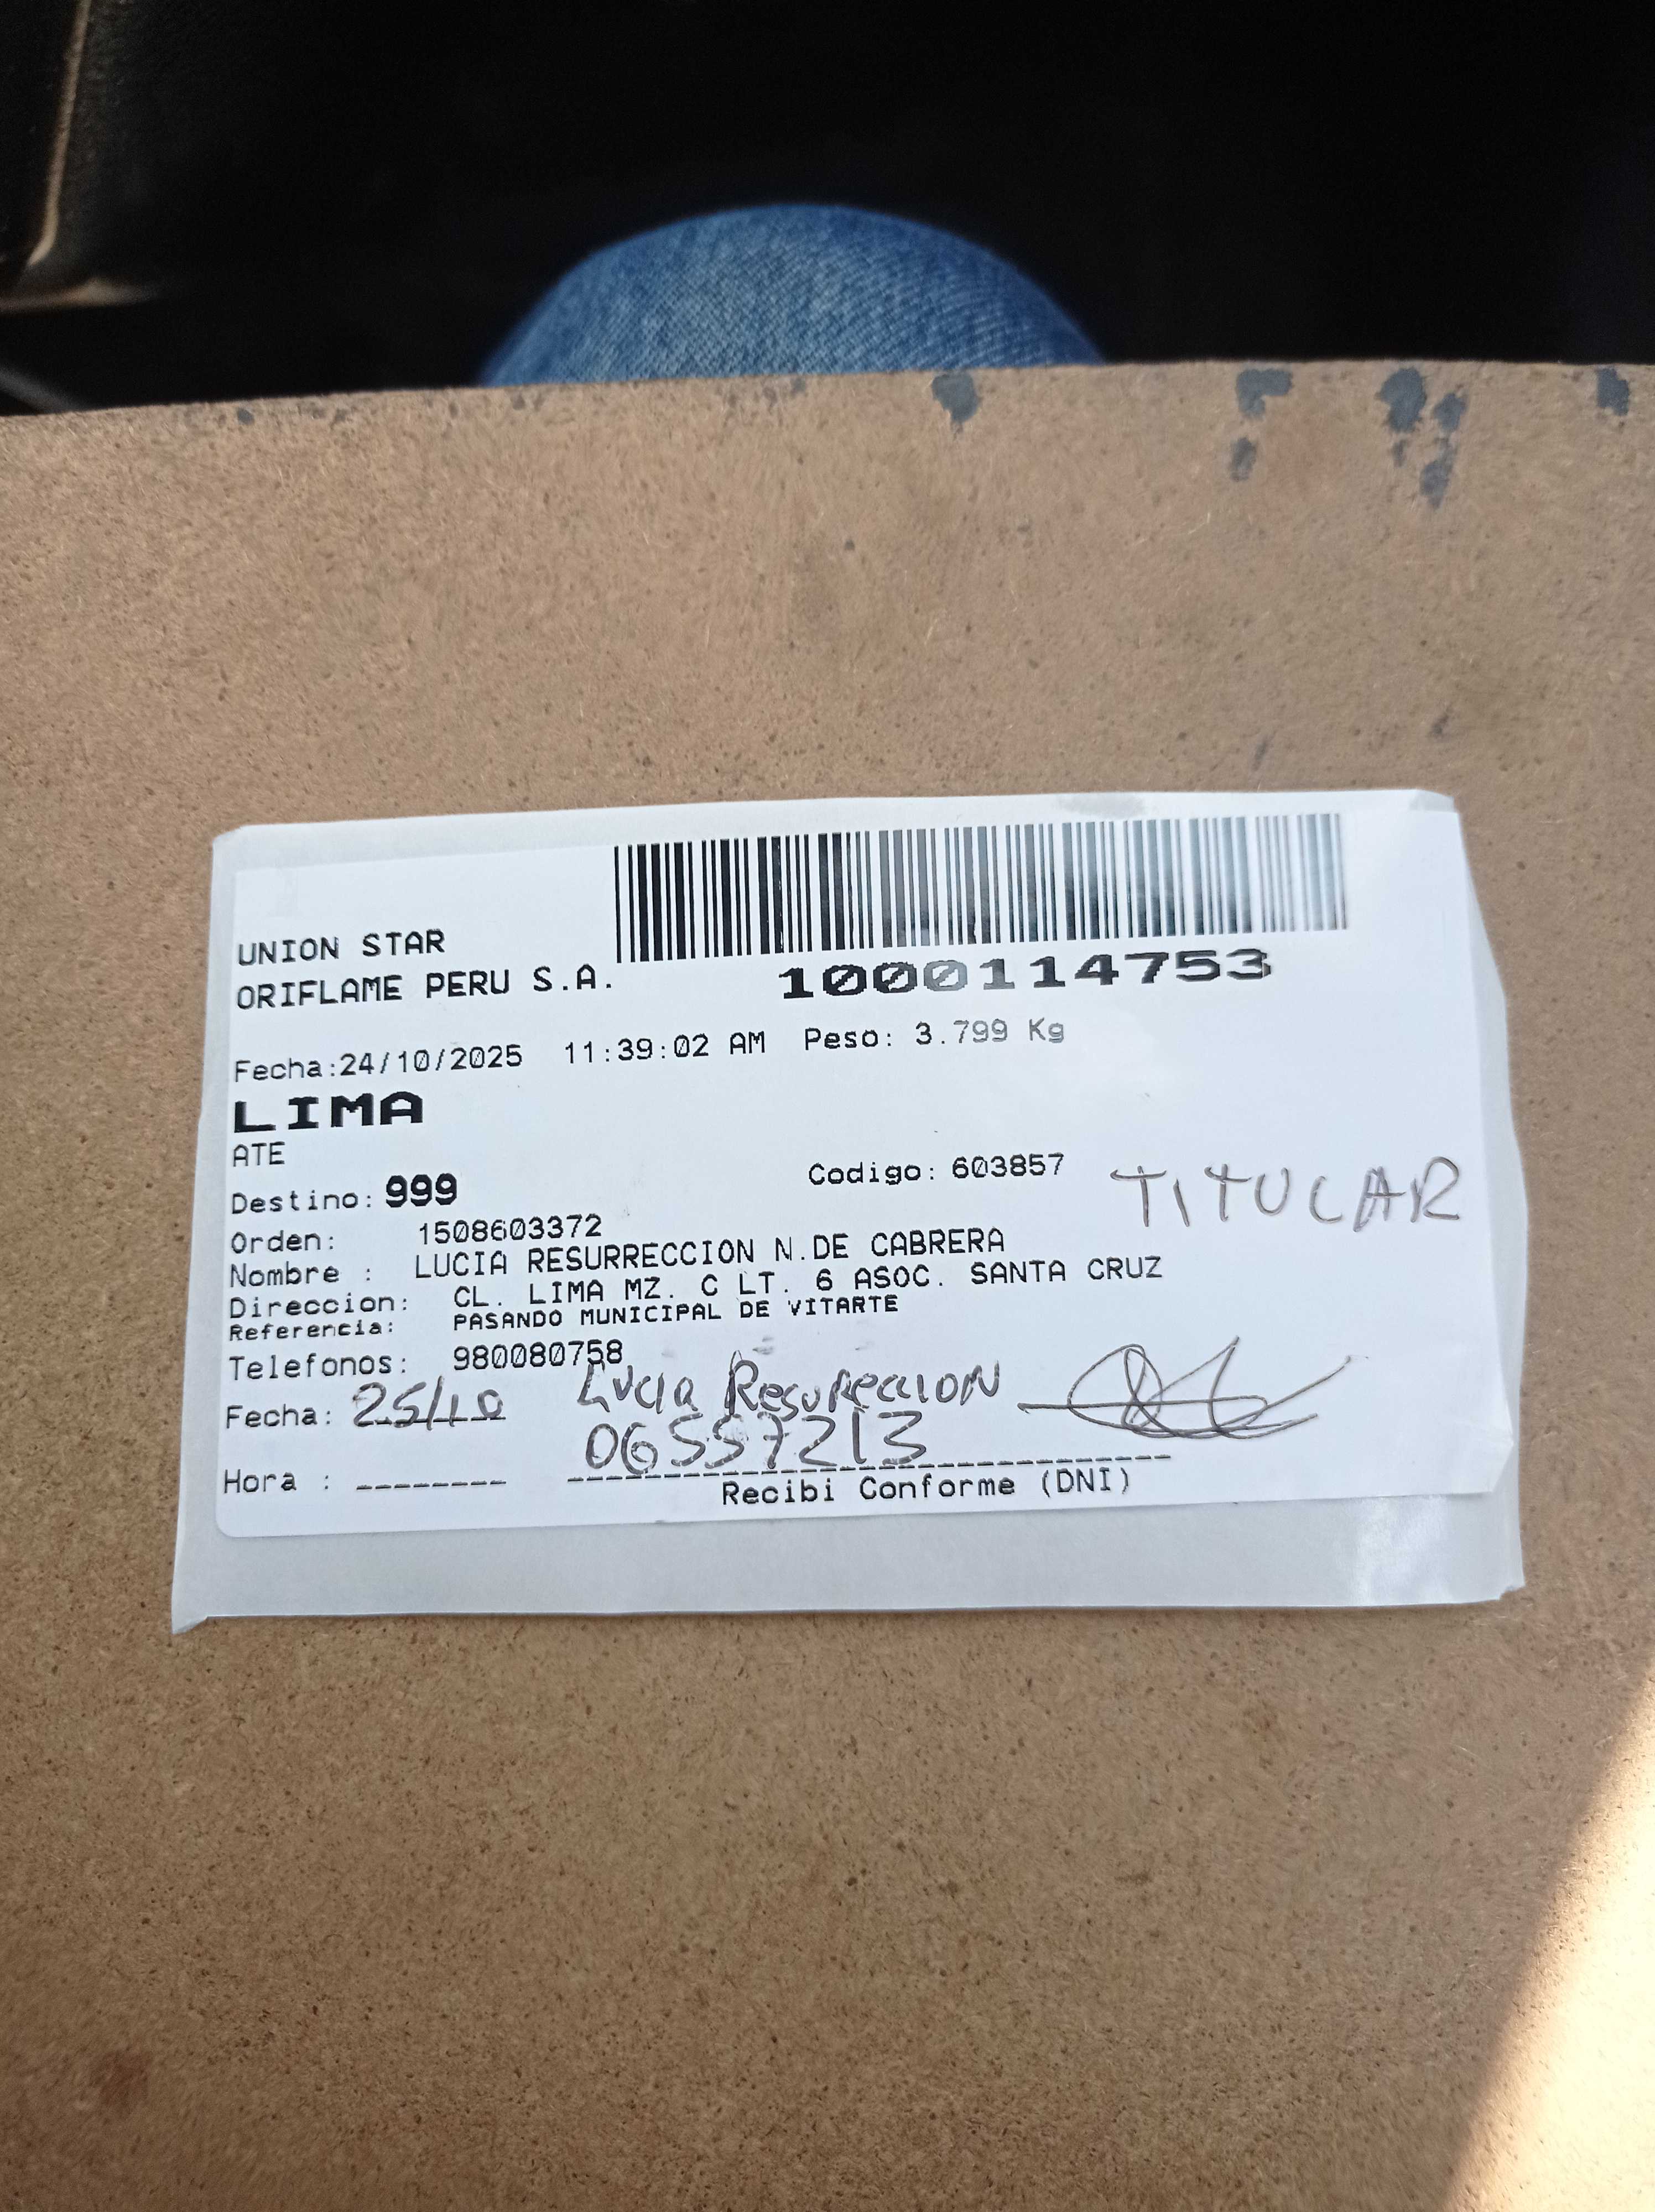 UNION STAR
ORIFLAME PERU S.A.
1000114753
Fecha:24/10/2025 11:39:02 AM Peso: 3.799 Kg
LIMA
ATE
Destino: 999 Codigo: 603857 TITULAR
Orden: 1508603372
Nombre : LUCIA RESURRECCION N.DE CABRERA
Direccion: CL. LIMA MZ. C LT. 6 ASOC. SANTA CRUZ
Referencia: PASANDO MUNICIPAL DE VITARTE
Telefonos: 980080758
Fecha: 25/10 Lucia Resureccion
06557213
Hora : --------
Recibi Conforme (DNI)